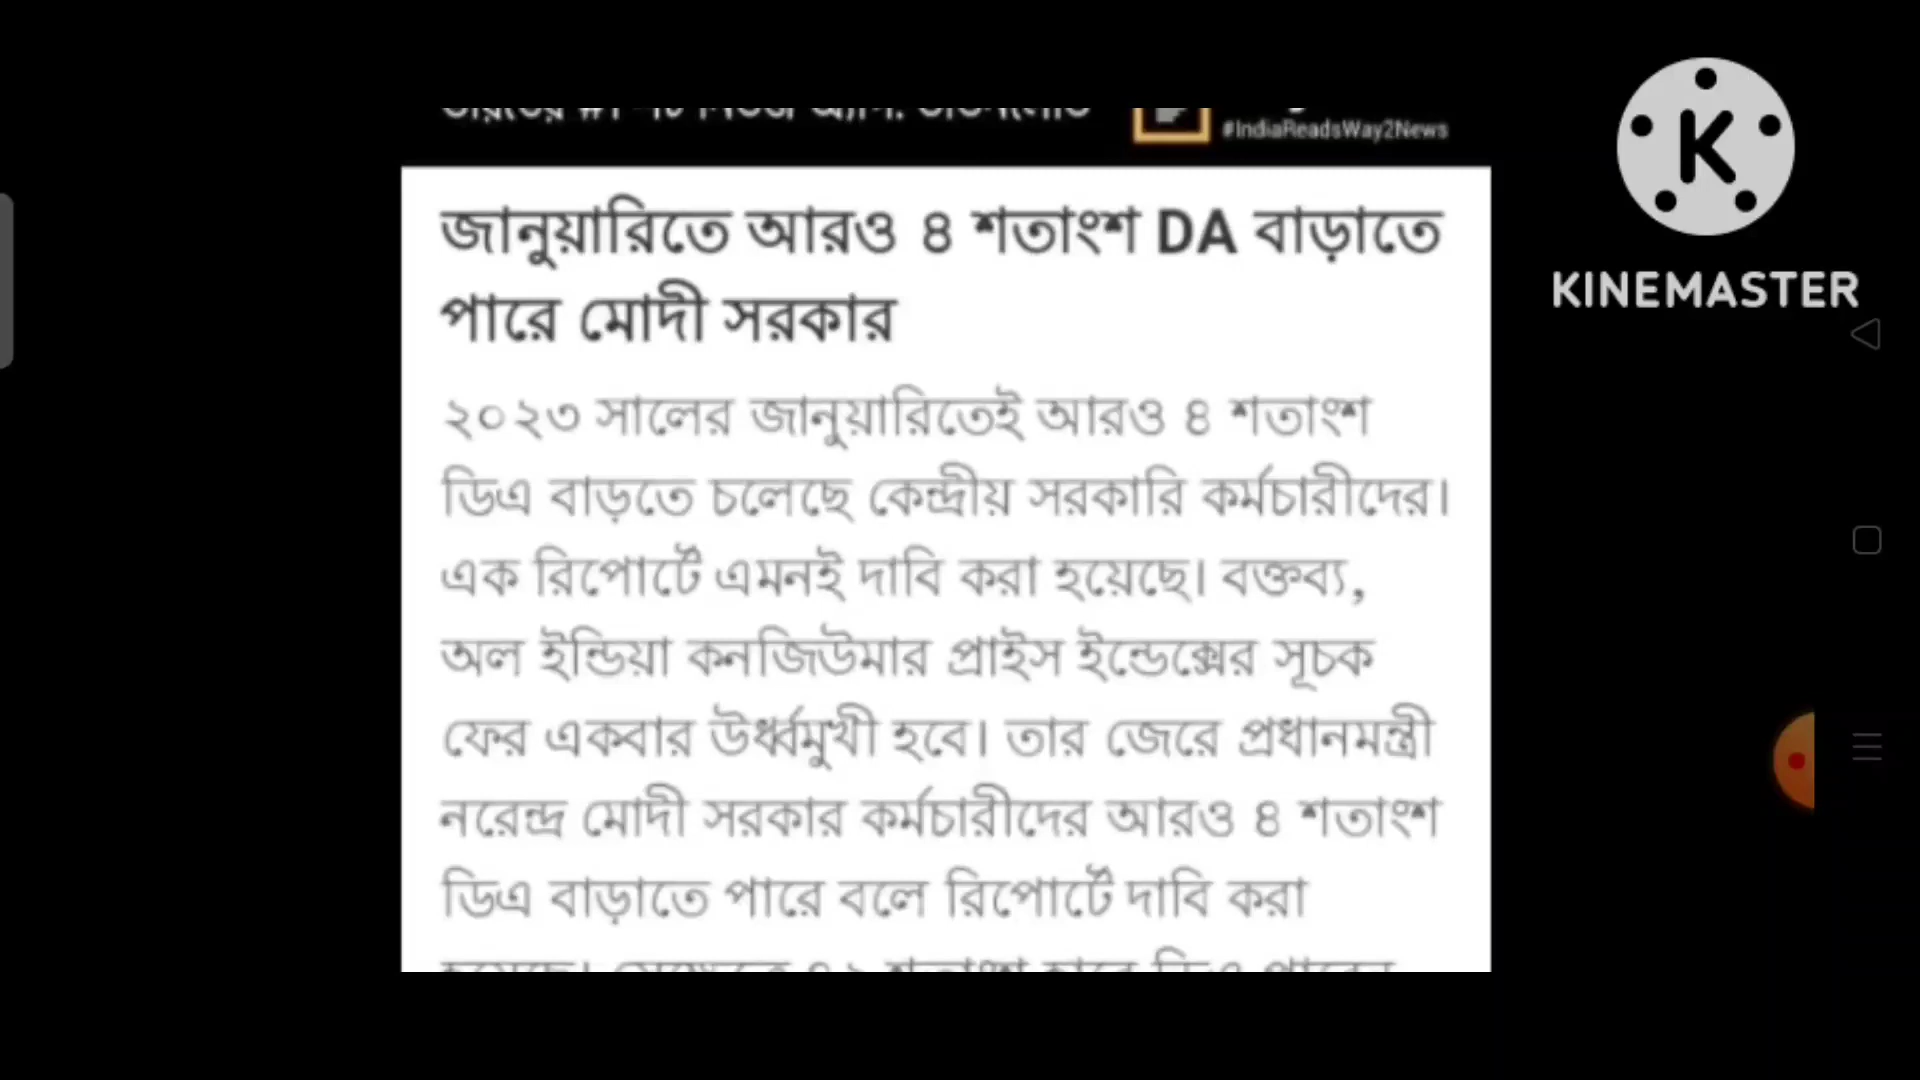 #IndiaReadsWay2News
KINEMASTER
জানুয়ারিতে আরও ৪ শতাংশ DA বাড়াতে
পারে মোদী সরকার
২০২৩ সালের জানুয়ারিতেই আরও ৪ শতাংশ
ডিএ বাড়তে চলেছে কেন্দ্রীয় সরকারি কর্মচারীদের।
এক রিপোর্টে এমনই দাবি করা হয়েছে। বক্তব্য,
অল ইন্ডিয়া কনজিউমার প্রাইস ইন্ডেক্সের সূচক
ফের একবার উর্ধ্বমুখী হবে। তার জেরে প্রধানমন্ত্রী
নরেন্দ্র মোদী সরকার কর্মচারীদের আরও ৪ শতাংশ
ডিএ বাড়াতে পারে বলে রিপোর্টে দাবি করা